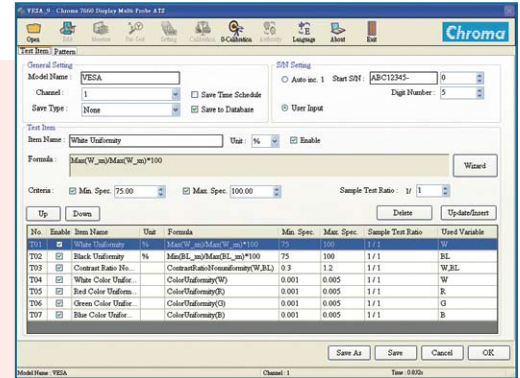 VESA_9 - Chroma 7660 Display Multi-Probe ATE
Open Edit Monitor Pre Test Setting Calibration 0-Calibration Authority Language About Exit
Chroma
Test Item Pattern
General Setting
Model Name : VESA
Channel : 1
Save Time Schedule
Save Type : None
Save to Database
S/N Setting
Auto inc. 1 Start S/N : ABC12345- 0
Digit Number : 5
User Input
Test Item
Item Name : White Uniformity Unit : % Enable
Formula : Max(W_xn)/Max(W_xn)*100
Wizard
Criteria : Min. Spec. 75.00 Max. Spec. 100.00 Sample Test Ratio : 1/ 1
Up Down Delete Update/Insert
No. Enable Item Name Unit Formula Min. Spec. Max. Spec. Sample Test Ratio Used Variable
T01 White Uniformity % Max(W_xn)/Max(W_xn)*100 75 100 1 / 1 W
T02 Black Uniformity % Min(BL_xn)/Max(BL_xn)*100 75 100 1 / 1 BL
T03 Contrast Ratio No... ContrastRatioNonuniformity(W,BL) 0.3 1.2 1 / 1 W,BL
T04 White Color Unifor... ColorUniformity(W) 0.001 0.005 1 / 1 W
T05 Red Color Uniform... ColorUniformity(R) 0.001 0.005 1 / 1 R
T06 Green Color Unifor... ColorUniformity(G) 0.001 0.005 1 / 1 G
T07 Blue Color Unifor... ColorUniformity(B) 0.001 0.005 1 / 1 B
Save As Save Cancel OK
Model Name : VESA Channel : 1